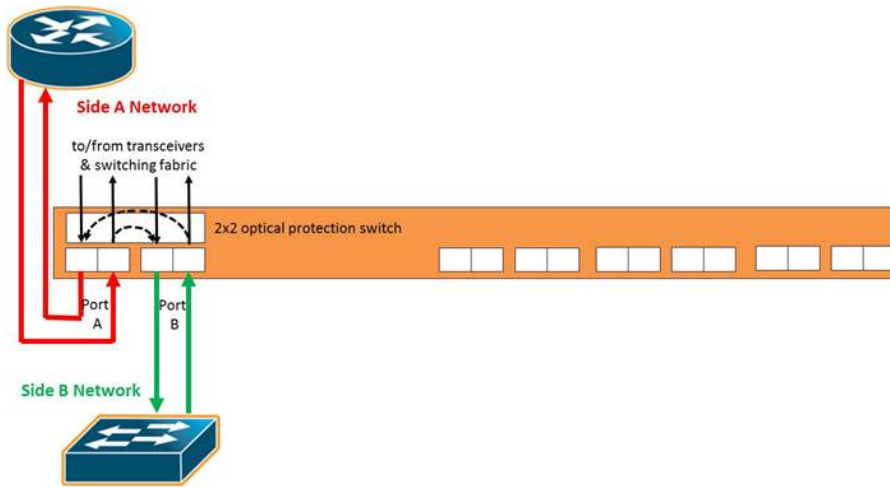 Side A Network
to/from transceivers
& switching fabric
2x2 optical protection switch
Port
A
Port
B
Side B Network